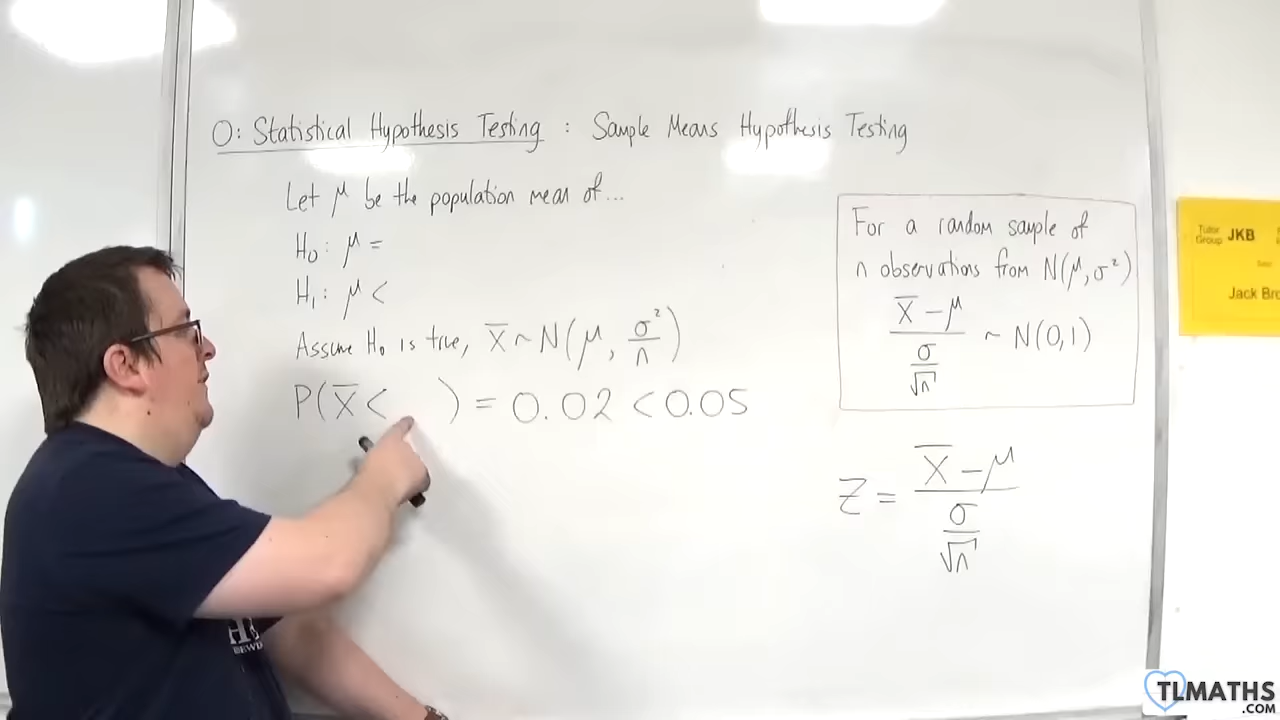 O: Statistical Hypothesis Testing : Sample Means Hypothesis Testing
Let μ be the population mean of...
H₀: μ =
H₁: μ <
Assume H₀ is true, X̄ ~ N(μ, σ²/n)
P(X̄ <      ) = 0.02 < 0.05
For a random sample of
n observations from N(μ, σ²)
(X̄ - μ)/(σ/√n) ~ N(0,1)
Z = (X̄ - μ)/(σ/√n)
Tutor
Group JKB
Jack Bro
TLMATHS
.COM